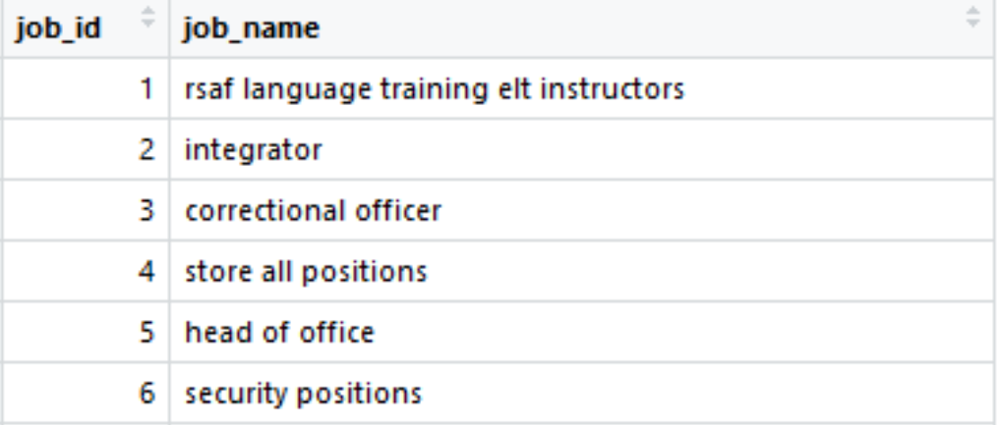 job_id job_name
1 rsaf language training elt instructors
2 integrator
3 correctional officer
4 store all positions
5 head of office
6 security positions